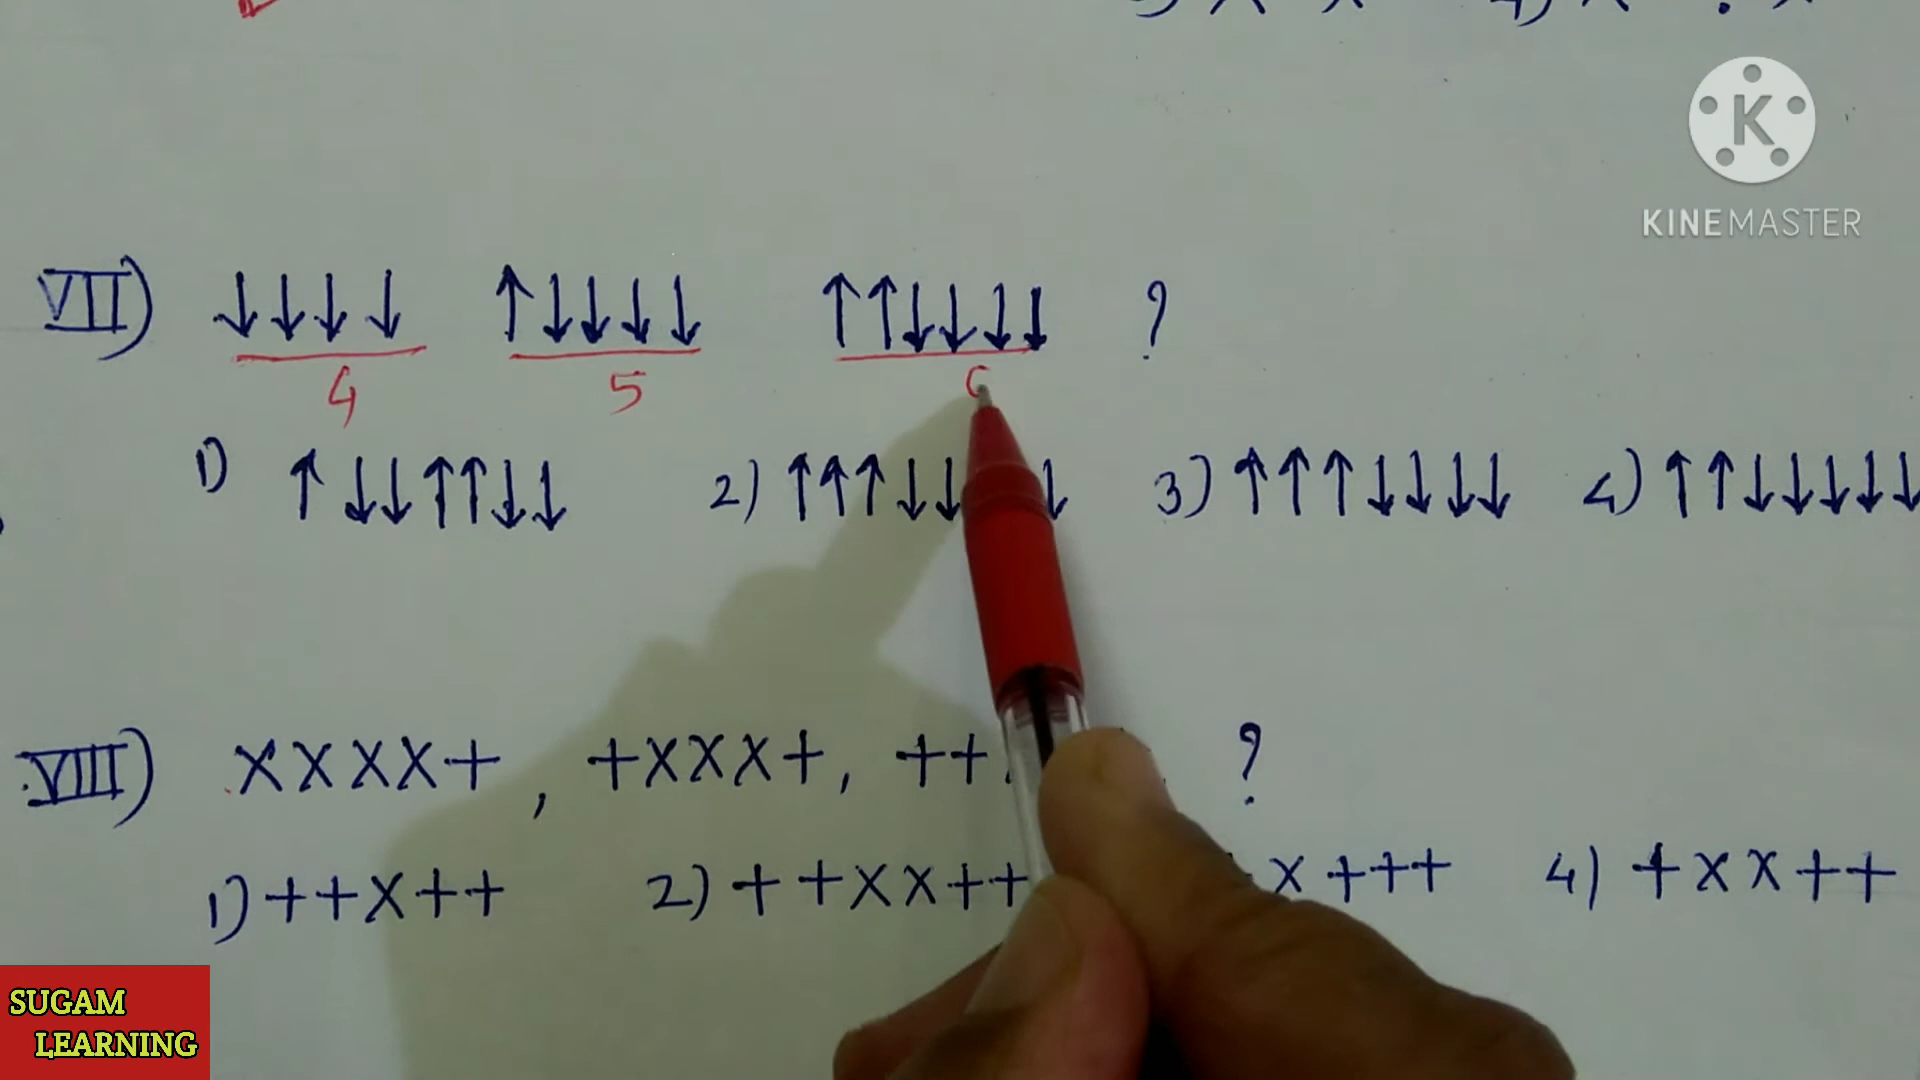 K
KINEMASTER
VII) ↓↓↓↓ ↑↓↓↓↓ ↑↑↓↓↓↓ ?
4 5
1) ↑↓↓↑↑↓↓ 2) ↑↑↑↓↓ ↓ 3) ↑↑↑↓↓↓↓ 4) ↑↑↓↓↓↓↓
VIII) XXXX+ , +XXX+, ++ ?
1) ++X++ 2) ++XX++ X+++ 4) +XX++
SUGAM
LEARNING